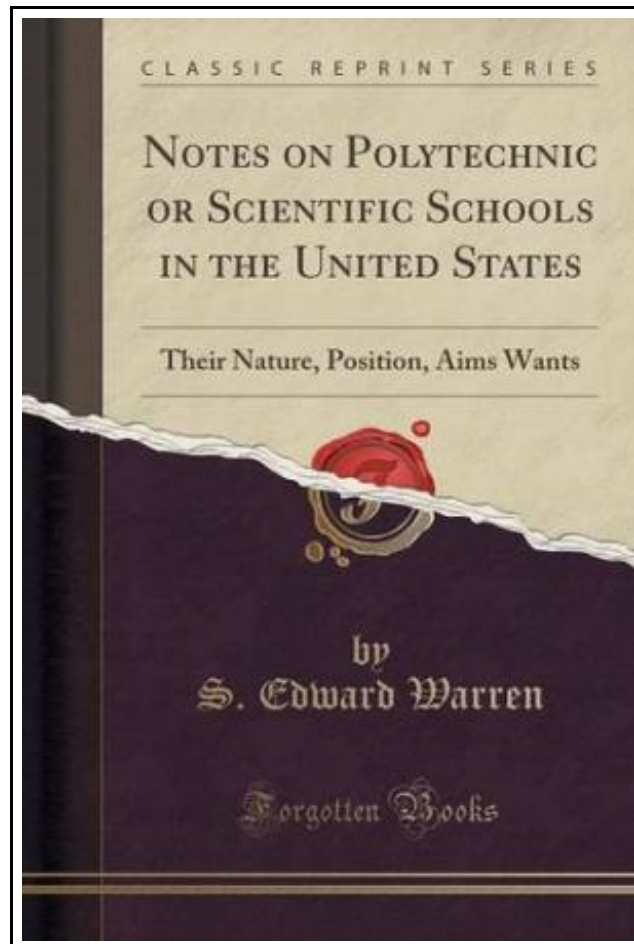 CLASSIC REPRINT SERIES
NOTES ON POLYTECHNIC
OR SCIENTIFIC SCHOOLS
IN THE UNITED STATES
Their Nature, Position, Aims Wants
by
S. Edward Warren
Forgotten Books